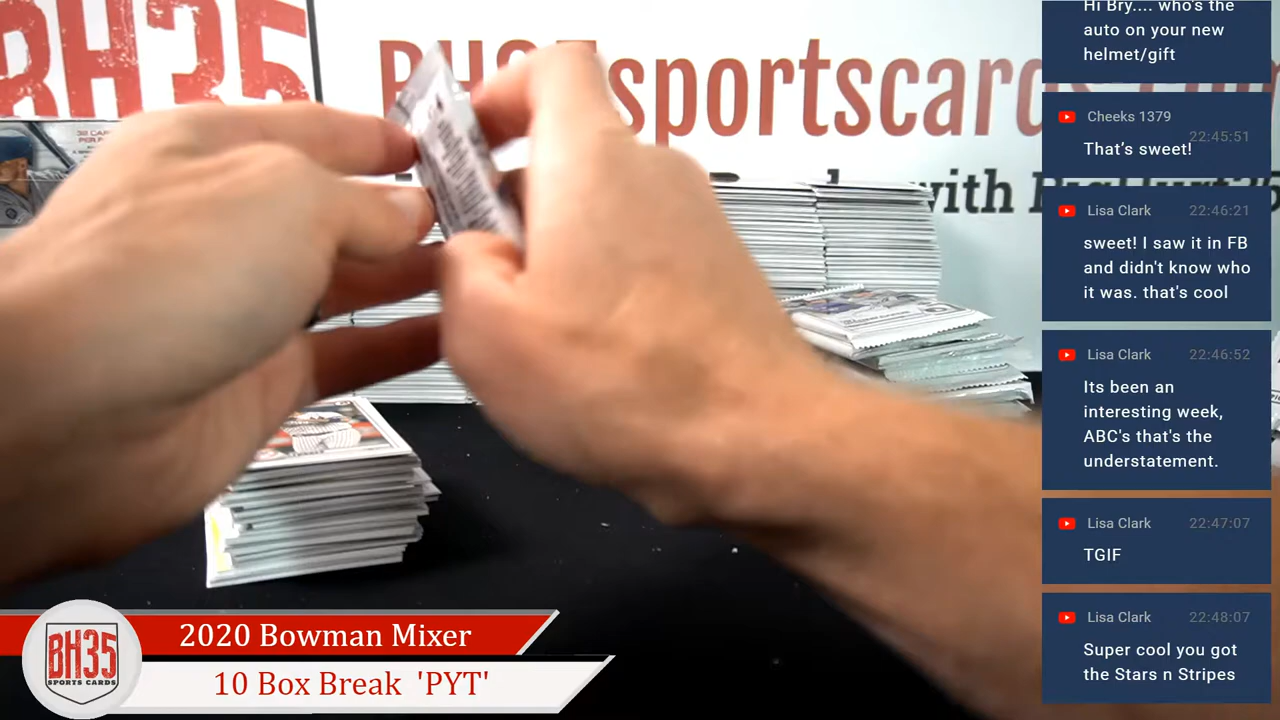 BH35
BH35sportscards.com
with
Hi Bry.... who's the
auto on your new
helmet/gift
Cheeks 1379
22:45:51
That's sweet!
Lisa Clark 22:46:21
sweet! I saw it in FB
and didn't know who
it was. that's cool
Lisa Clark 22:46:52
Its been an
interesting week,
ABC's that's the
understatement.
Lisa Clark 22:47:07
TGIF
Lisa Clark 22:48:07
Super cool you got
the Stars n Stripes
BH35
SPORTS CARDS
2020 Bowman Mixer
10 Box Break 'PYT'